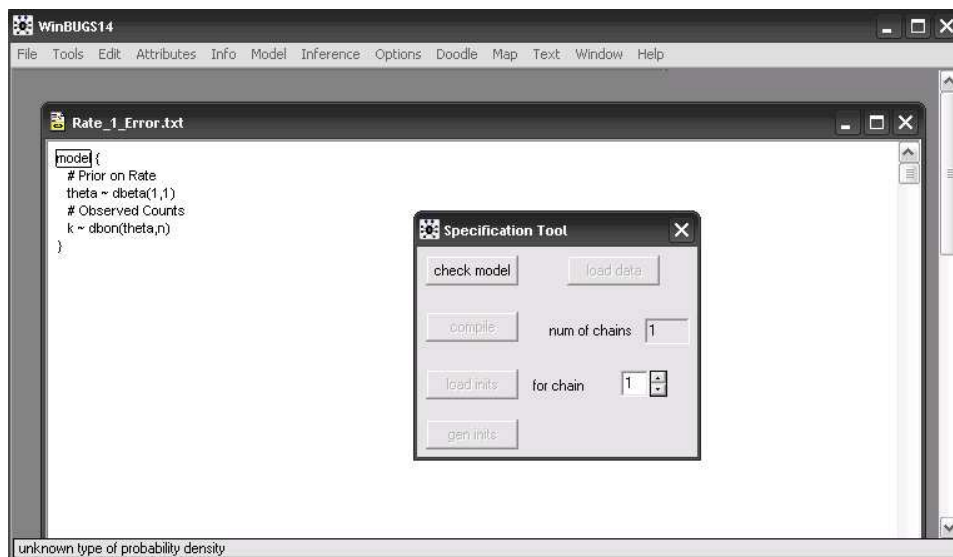 WinBUGS14
File Tools Edit Attributes Info Model Inference Options Doodle Map Text Window Help
Rate_1_Error.txt
model {
# Prior on Rate
theta ~ dbeta(1,1)
# Observed Counts
k ~ dbon(theta,n)
}
Specification Tool
check model load data
compile num of chains 1
load inits for chain 1
gen inits
unknown type of probability density